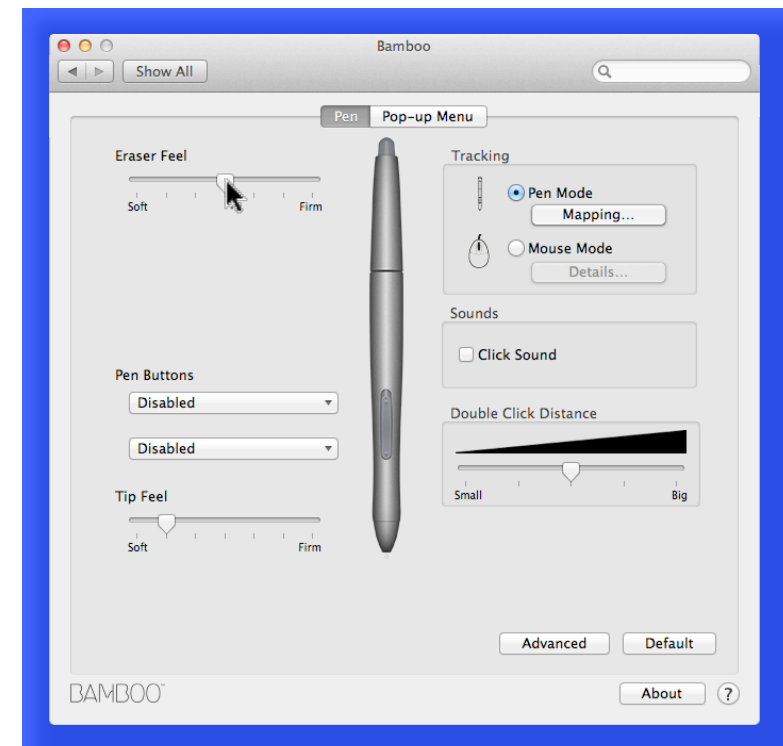 Bamboo
Show All
Pen Pop-up Menu
Eraser Feel
Soft Firm
Tracking
Pen Mode
Mapping...
Mouse Mode
Details...
Sounds
Click Sound
Pen Buttons
Disabled
Disabled
Double Click Distance
Small Big
Tip Feel
Soft Firm
Advanced Default
BAMBOO™
About ?